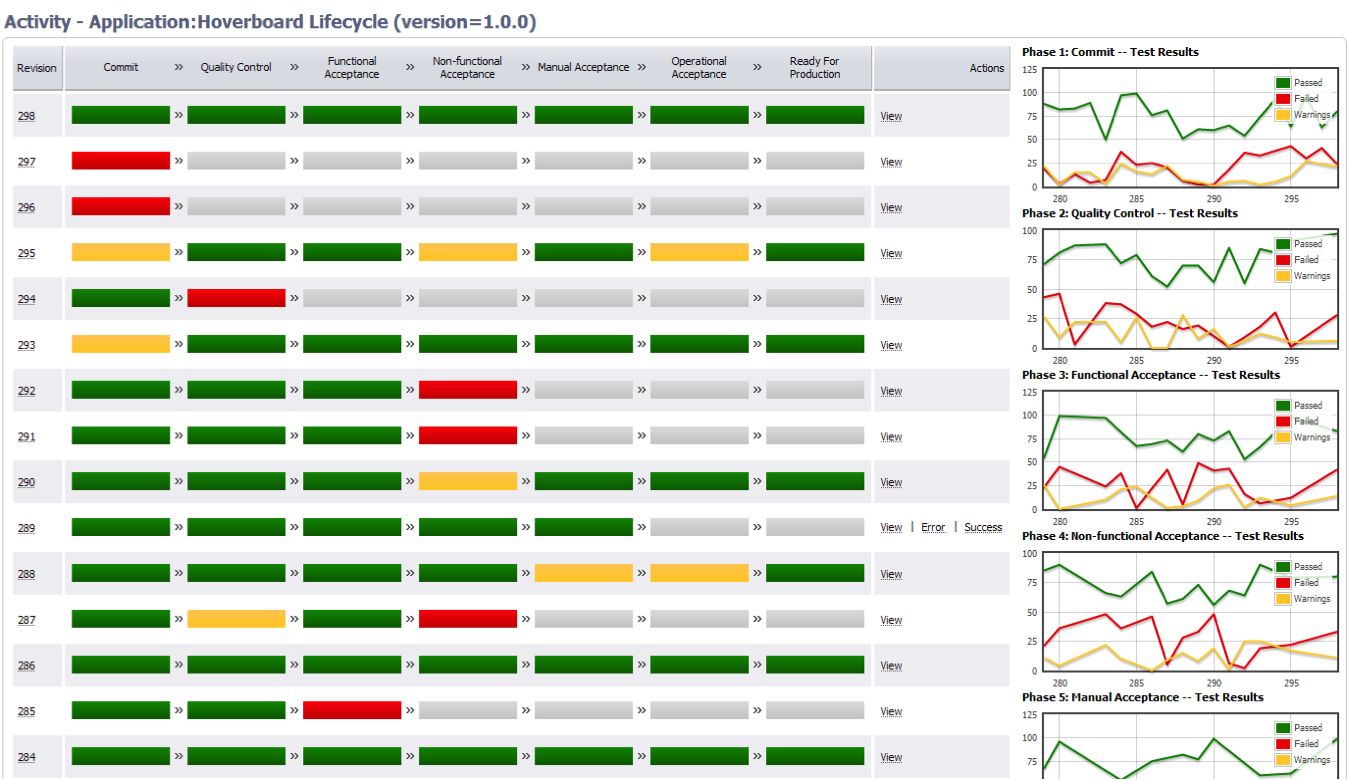 Activity - Application:Hoverboard Lifecycle (version=1.0.0)
Revision
Commit » Quality Control » Functional Acceptance » Non-functional Acceptance » Manual Acceptance » Operational Acceptance » Ready For Production
Actions
298 » » » » » » View
297 » » » » » » View
296 » » » » » » View
295 » » » » » » View
294 » » » » » » View
293 » » » » » » View
292 » » » » » » View
291 » » » » » » View
290 » » » » » » View
289 » » » » » » View | Error | Success
288 » » » » » » View
287 » » » » » » View
286 » » » » » » View
285 » » » » » » View
284 » » » » » » View
Phase 1: Commit -- Test Results
125
100
75
50
25
0
Passed
Failed
Warnings
280 285 290 295
Phase 2: Quality Control -- Test Results
100
75
50
25
0
Passed
Failed
Warnings
280 285 290 295
Phase 3: Functional Acceptance -- Test Results
125
100
75
50
25
0
Passed
Failed
Warnings
280 285 290 295
Phase 4: Non-functional Acceptance -- Test Results
100
75
50
25
0
Passed
Failed
Warnings
280 285 290 295
Phase 5: Manual Acceptance -- Test Results
125
100
75
Passed
Failed
Warnings